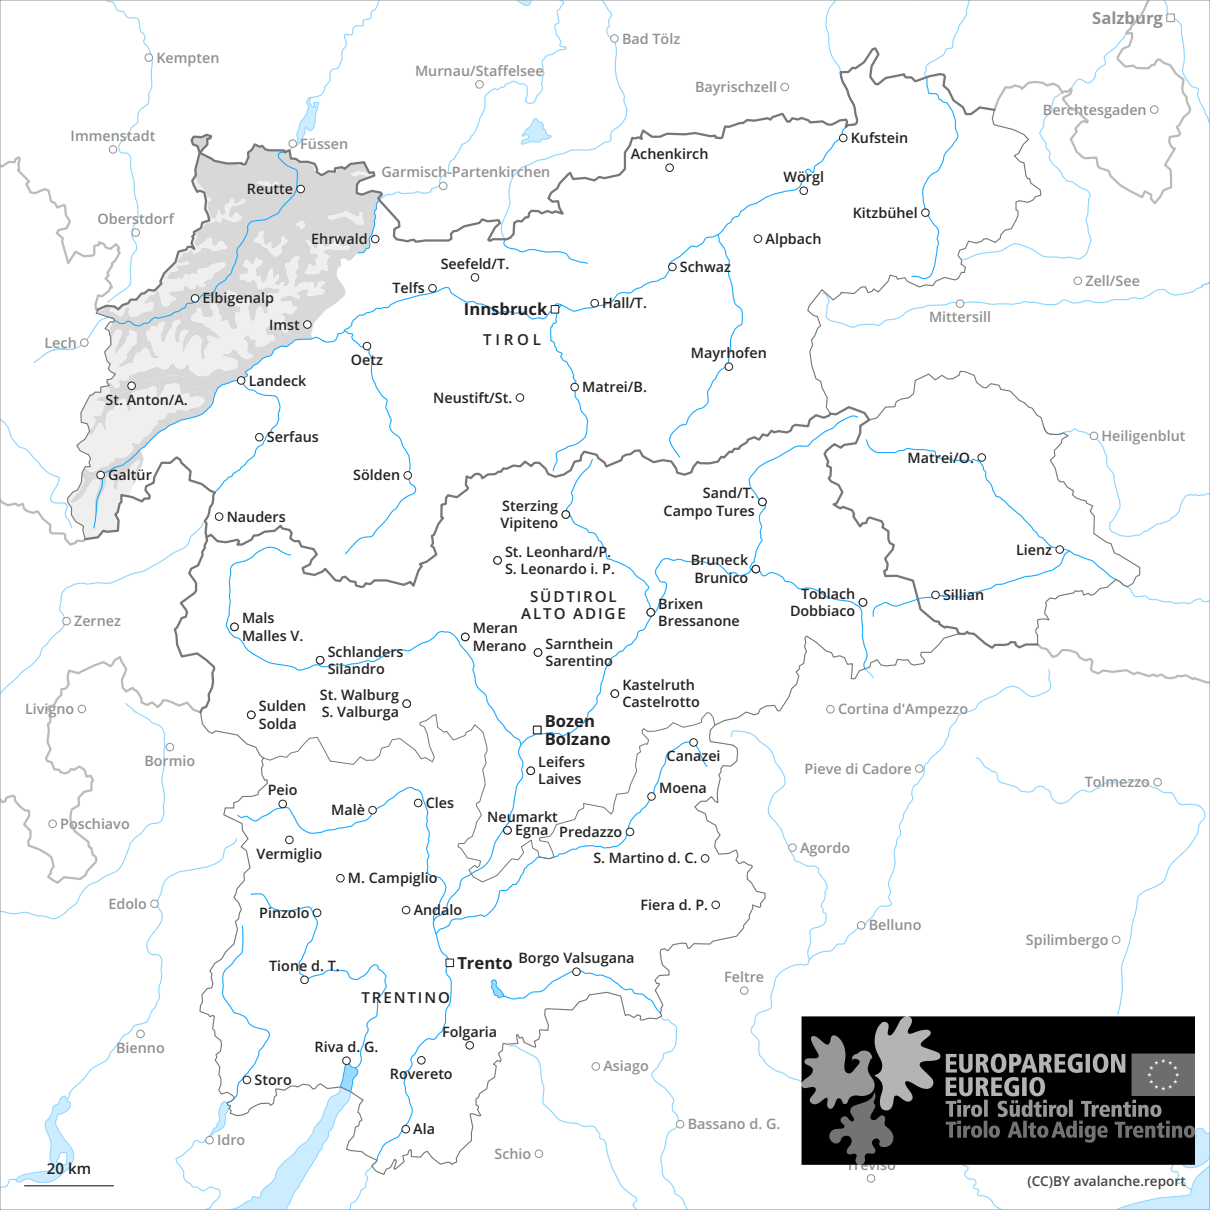 Salzburg
Bad Tölz
Kempten
Murnau/Staffelsee
Bayrischzell
Berchtesgaden
Immenstadt
Füssen
Kufstein
Achenkirch
Garmisch-Partenkirchen
Wörgl
Reutte
Oberstdorf
Kitzbühel
Ehrwald
Alpbach
Seefeld/T.
Schwaz
Zell/See
Telfs
Elbigenalp
Hall/T.
Innsbruck
Mittersill
Imst
TIROL
Lech
Oetz
Mayrhofen
Landeck
Matrei/B.
St. Anton/A.
Neustift/St.
Serfaus
Heiligenblut
Matrei/O.
Galtür
Sölden
Sand/T.
Campo Tures
Sterzing
Vipiteno
Nauders
St. Leonhard/P.
S. Leonardo i. P.
Lienz
Bruneck
Brunico
SÜDTIROL
ALTO ADIGE
Toblach
Dobbiaco
Sillian
Brixen
Bressanone
Zernez
Mals
Malles V.
Meran
Merano
Sarnthein
Sarentino
Schlanders
Silandro
Kastelruth
Castelrotto
St. Walburg
S. Valburga
Livigno
Sulden
Solda
Cortina d'Ampezzo
Bozen
Bolzano
Bormio
Canazei
Leifers
Laives
Pieve di Cadore
Tolmezzo
Peio
Moena
Malè
Cles
Neumarkt
Egna
Poschiavo
Predazzo
Vermiglio
Agordo
S. Martino d. C.
M. Campiglio
Edolo
Pinzolo
Andalo
Fiera d. P.
Belluno
Spilimbergo
Borgo Valsugana
Trento
Tione d. T.
Feltre
TRENTINO
Folgaria
Bienno
Riva d. G.
Rovereto
Asiago
Storo
EUROPAREGION
EUREGIO
Tirol Südtirol Trentino
Tirolo Alto Adige Trentino
Ala
Bassano d. G.
Idro
Schio
Treviso
20 km
(CC)BY avalanche.report